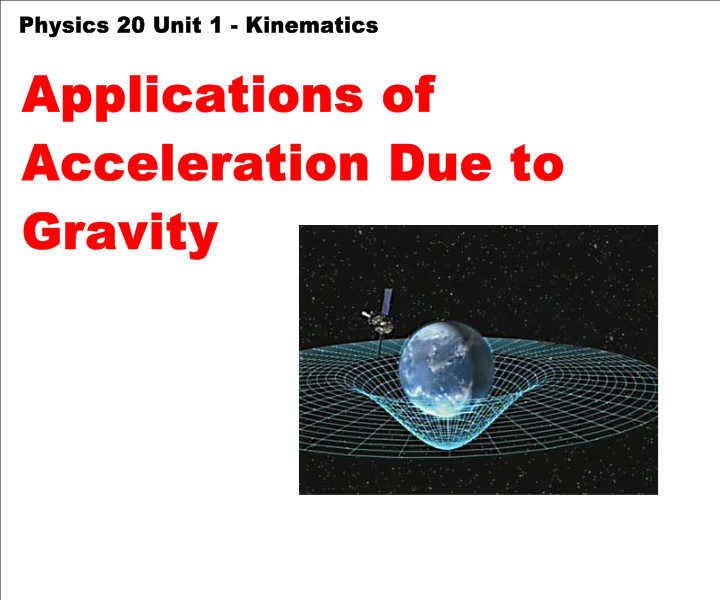 Physics 20 Unit 1 - Kinematics
Applications of
Acceleration Due to
Gravity